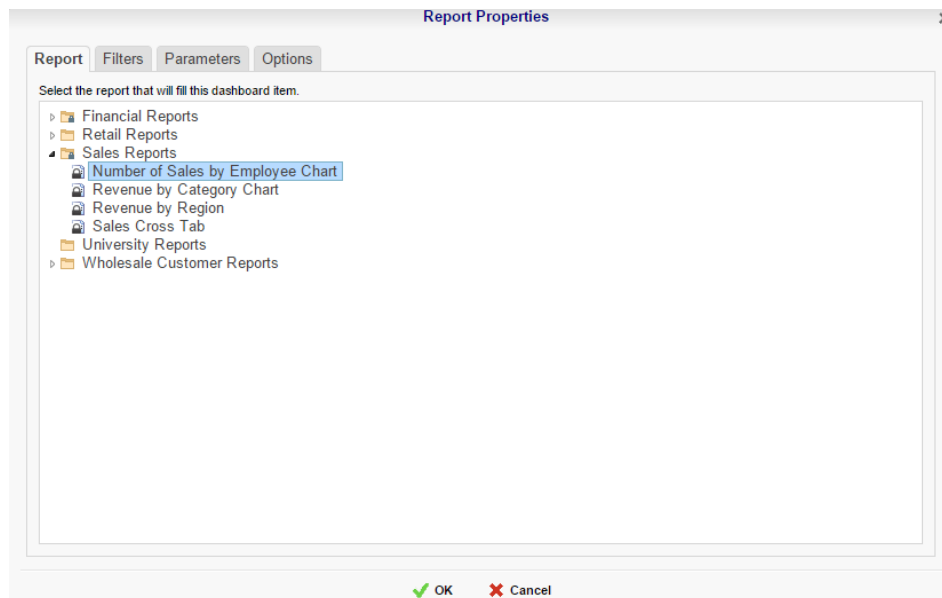 Report Properties
Report Filters Parameters Options
Select the report that will fill this dashboard item.
Financial Reports
Retail Reports
Sales Reports
Number of Sales by Employee Chart
Revenue by Category Chart
Revenue by Region
Sales Cross Tab
University Reports
Wholesale Customer Reports
OK Cancel